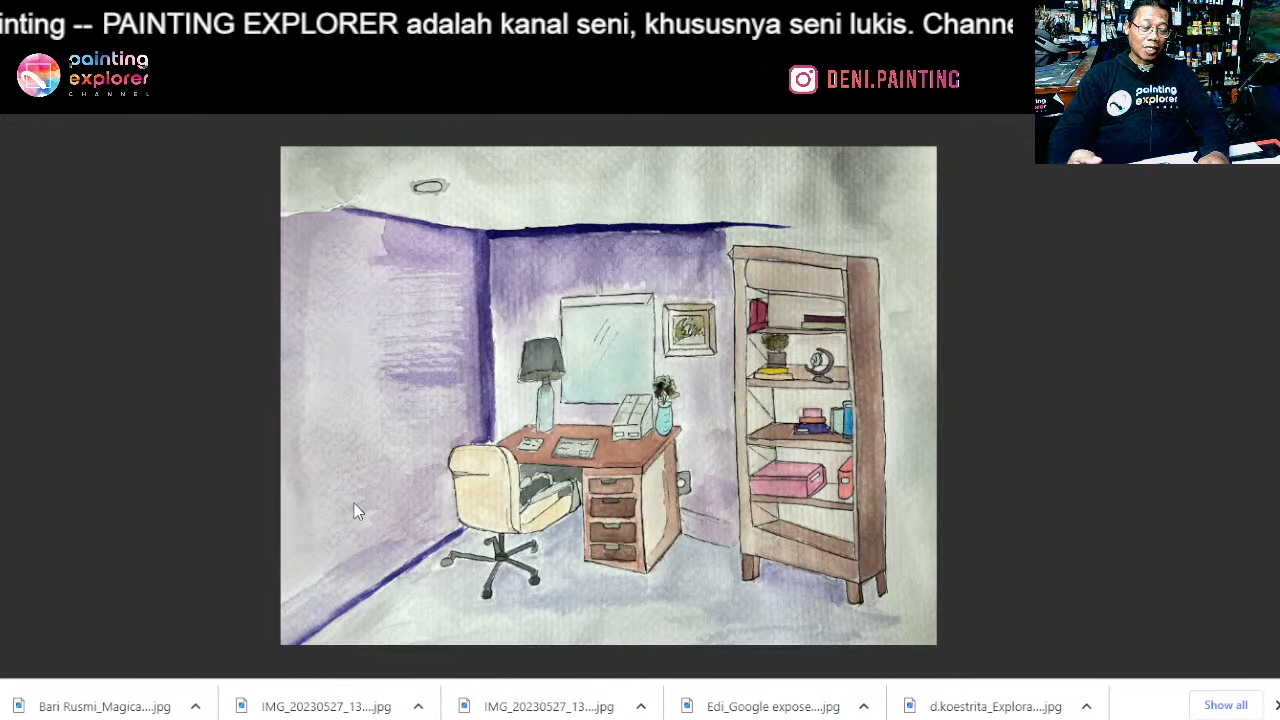 inting -- PAINTING EXPLORER adalah kanal seni, khususnya seni lukis. Channe
painting
explorer
CHANNEL
DENI.PAINTING
painting
explorer
Bari Rusmi_Magica....jpg
IMG_20230527_13....jpg
IMG_20230527_13....jpg
Edi_Google expose....jpg
d.koestrita_Explora....jpg
Show all